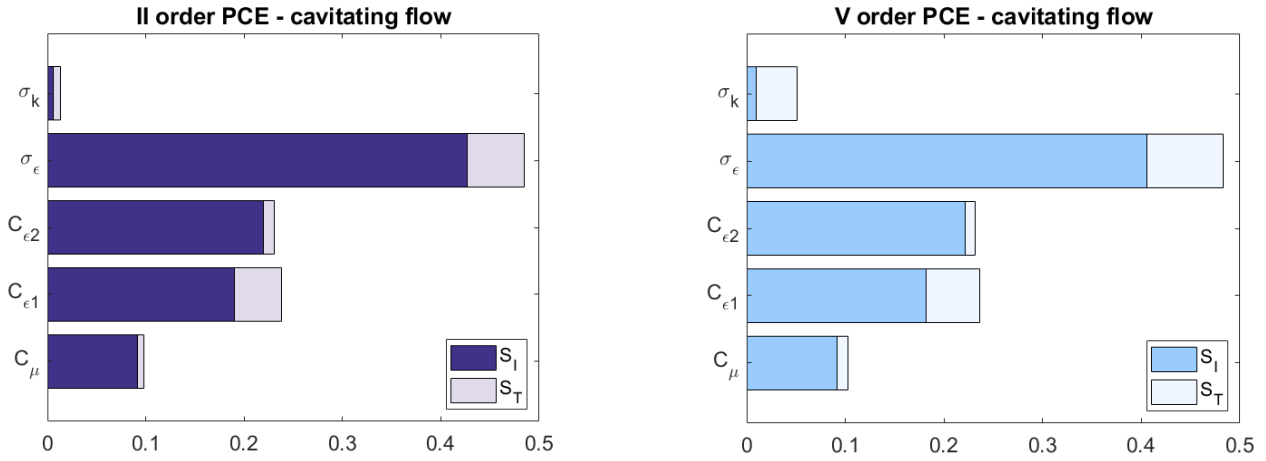 II order PCE - cavitating flow
σk
σϵ
Cϵ2
Cϵ1
Cμ
SI
ST
0 0.1 0.2 0.3 0.4 0.5
V order PCE - cavitating flow
σk
σϵ
Cϵ2
Cϵ1
Cμ
SI
ST
0 0.1 0.2 0.3 0.4 0.5